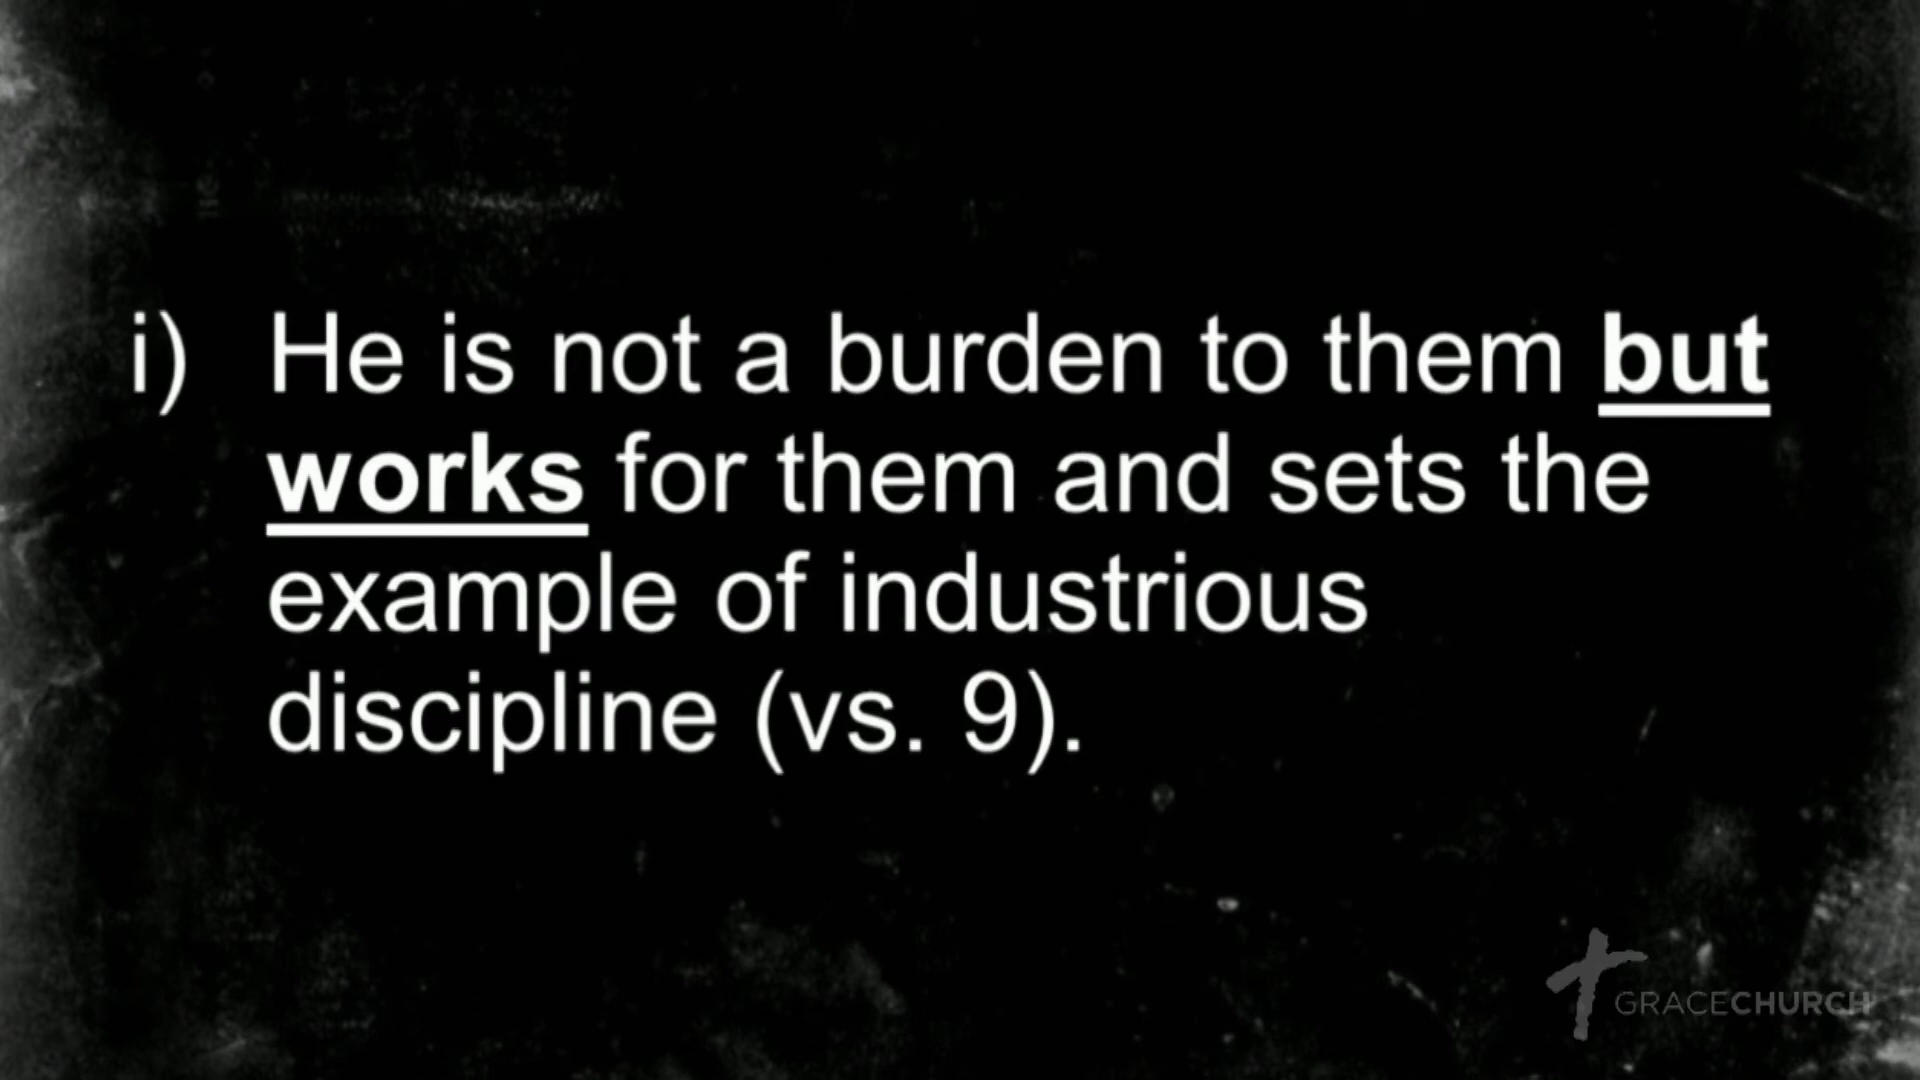 i) He is not a burden to them but
works for them and sets the
example of industrious
discipline (vs. 9).
GRACECHURCH